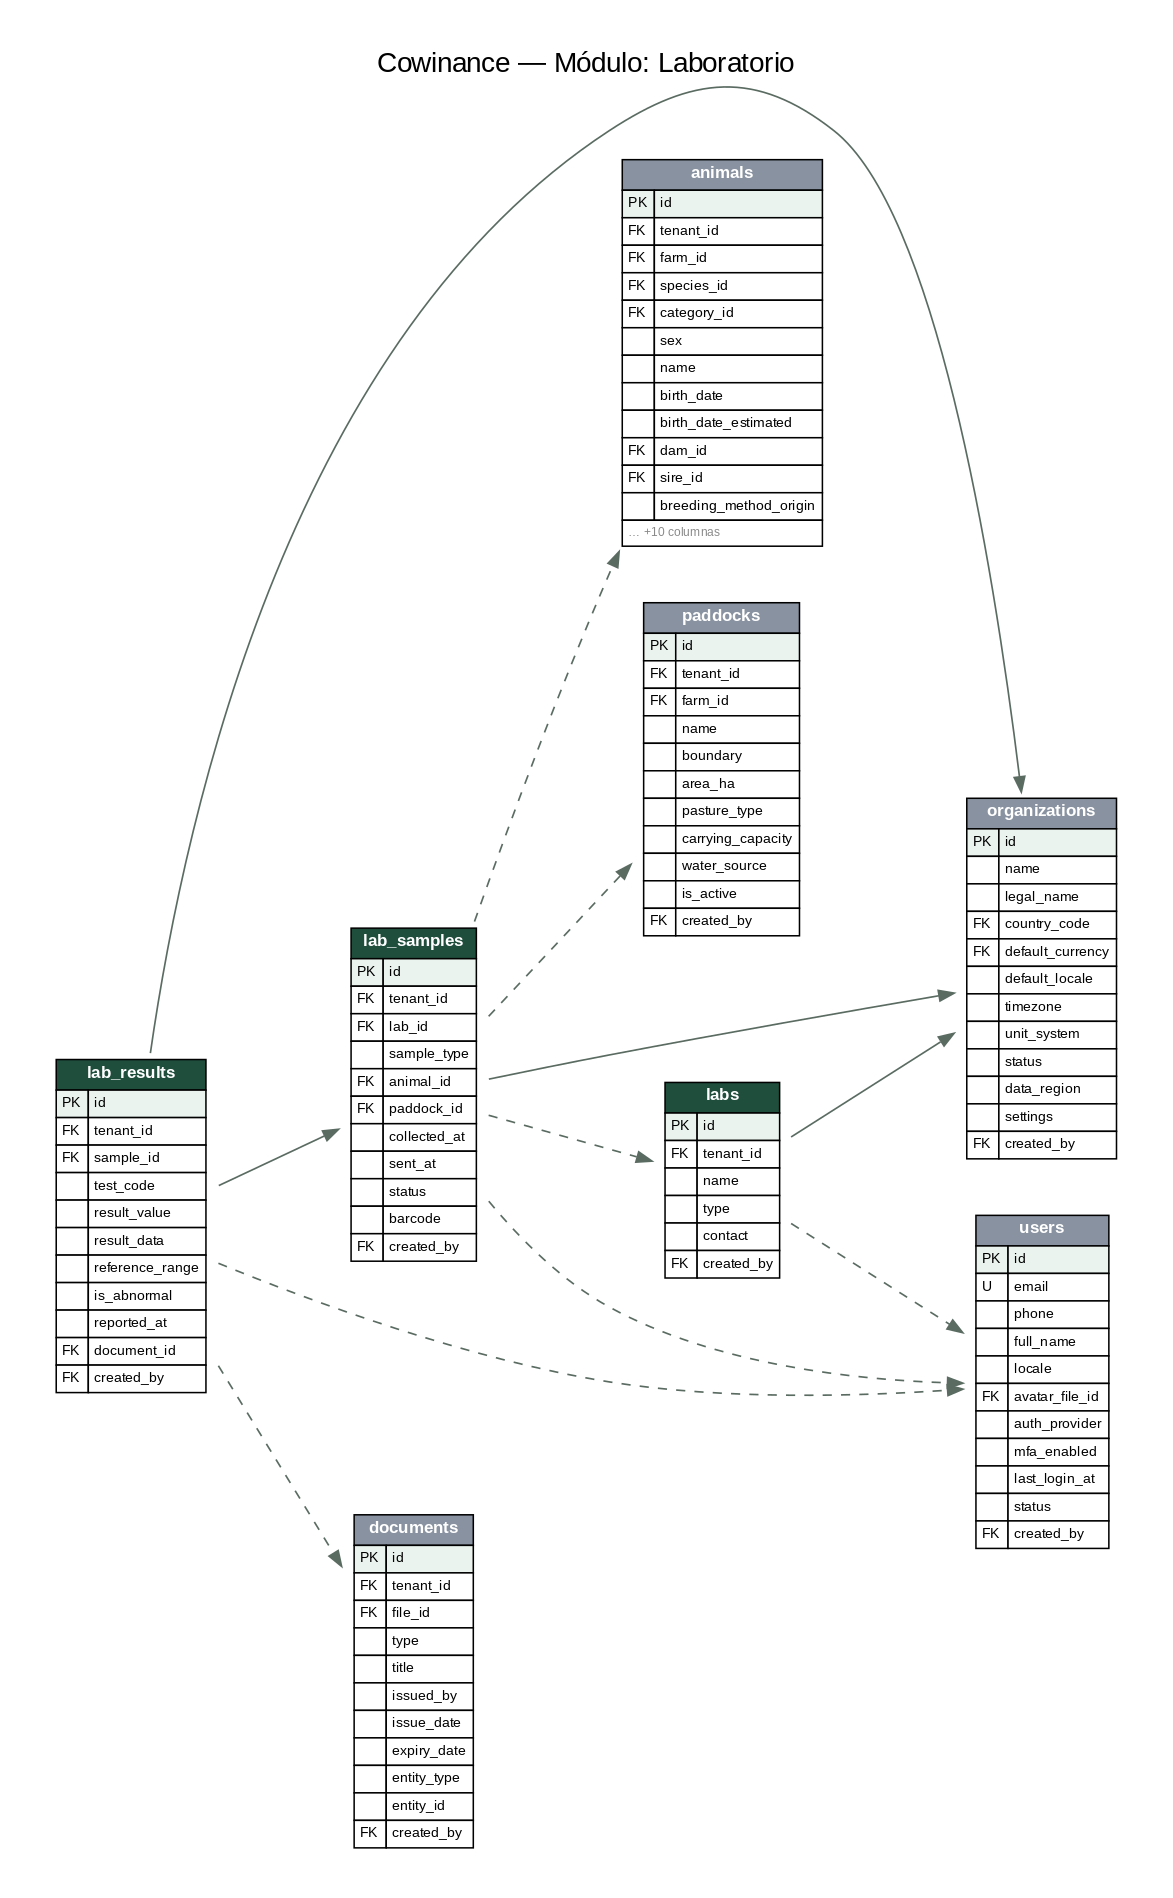 Cowinance — Módulo: Laboratorio
animals
PK id
FK tenant_id
FK farm_id
FK species_id
FK category_id
sex
name
birth_date
birth_date_estimated
FK dam_id
FK sire_id
breeding_method_origin
... +10 columnas
paddocks
PK id
FK tenant_id
FK farm_id
name
boundary
area_ha
pasture_type
carrying_capacity
water_source
is_active
FK created_by
organizations
PK id
name
legal_name
FK country_code
FK default_currency
default_locale
timezone
unit_system
status
data_region
settings
FK created_by
lab_samples
PK id
FK tenant_id
FK lab_id
sample_type
FK animal_id
FK paddock_id
collected_at
sent_at
status
barcode
FK created_by
lab_results
PK id
FK tenant_id
FK sample_id
test_code
result_value
result_data
reference_range
is_abnormal
reported_at
FK document_id
FK created_by
labs
PK id
FK tenant_id
name
type
contact
FK created_by
users
PK id
U email
phone
full_name
locale
FK avatar_file_id
auth_provider
mfa_enabled
last_login_at
status
FK created_by
documents
PK id
FK tenant_id
FK file_id
type
title
issued_by
issue_date
expiry_date
entity_type
entity_id
FK created_by